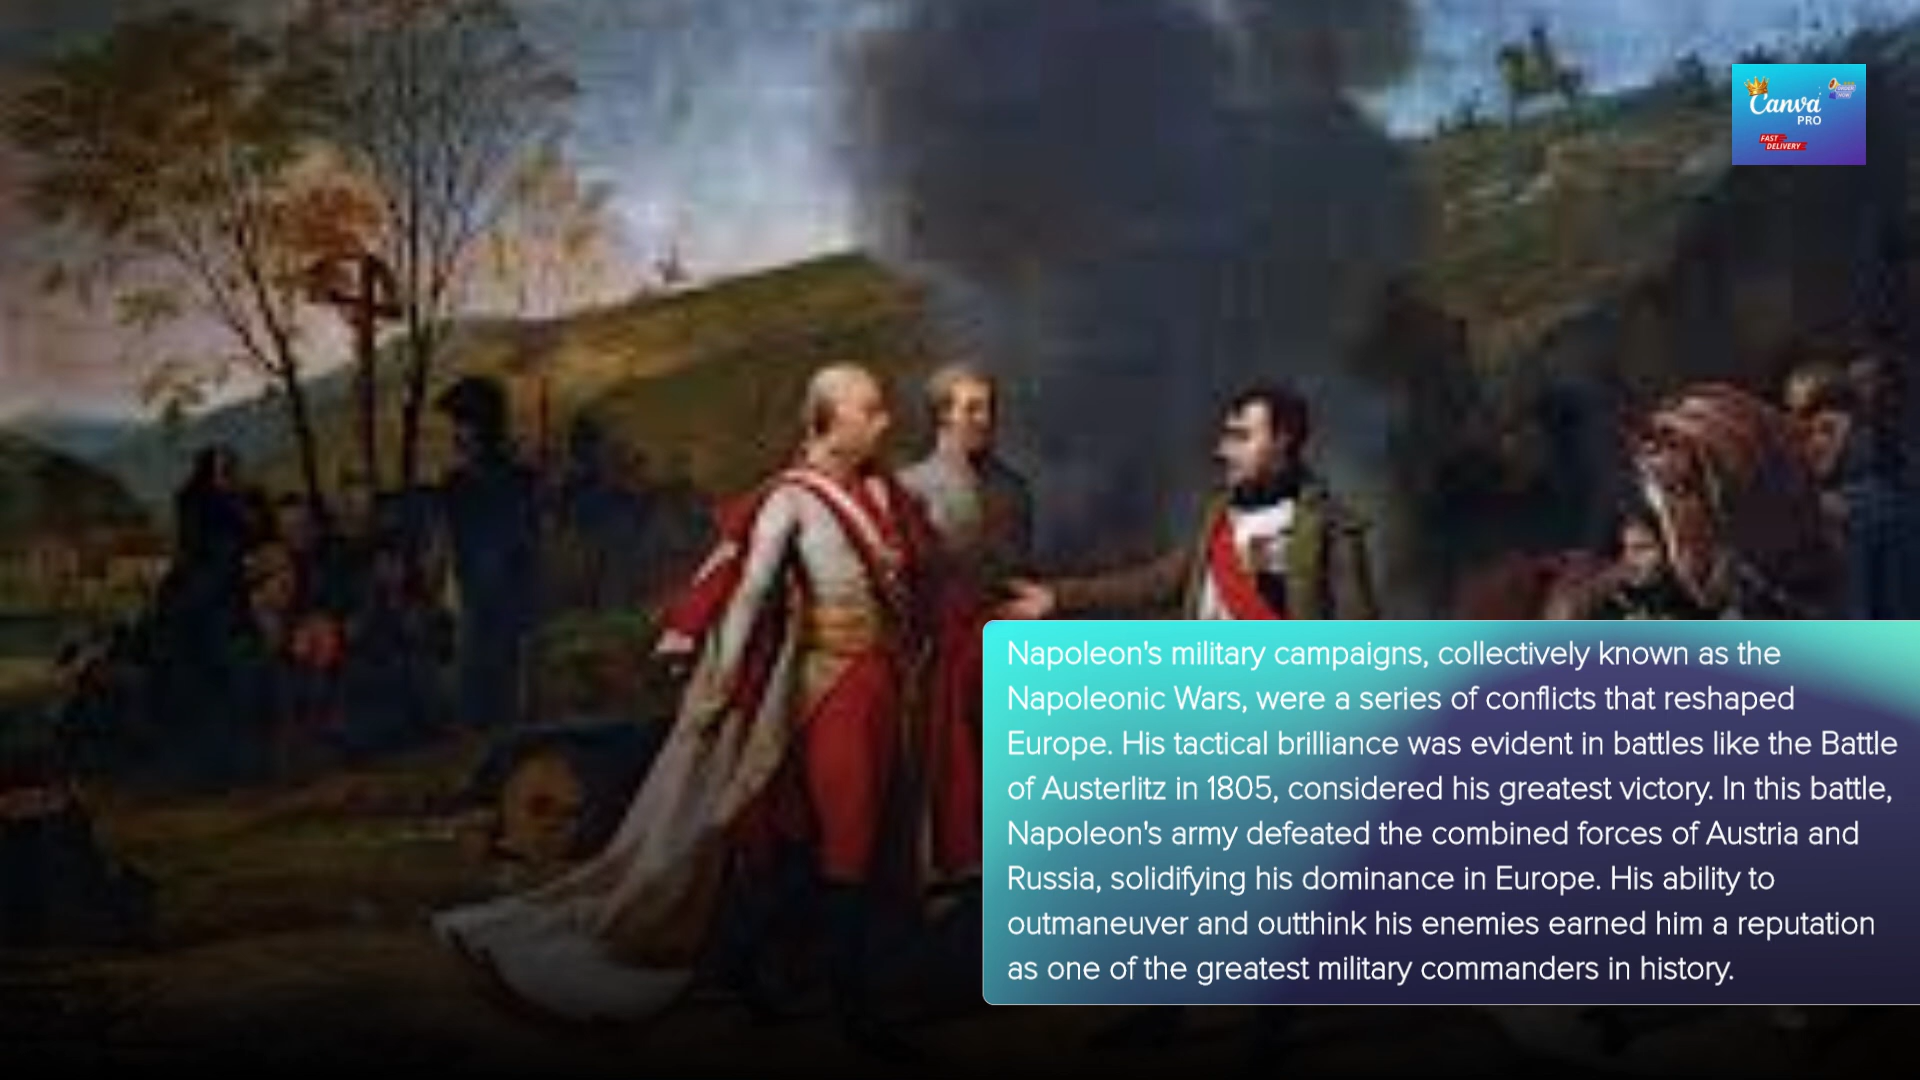 Canva
PRO
FAST
DELIVERY
Napoleon's military campaigns, collectively known as the
Napoleonic Wars, were a series of conflicts that reshaped
Europe. His tactical brilliance was evident in battles like the Battle
of Austerlitz in 1805, considered his greatest victory. In this battle,
Napoleon's army defeated the combined forces of Austria and
Russia, solidifying his dominance in Europe. His ability to
outmaneuver and outthink his enemies earned him a reputation
as one of the greatest military commanders in history.